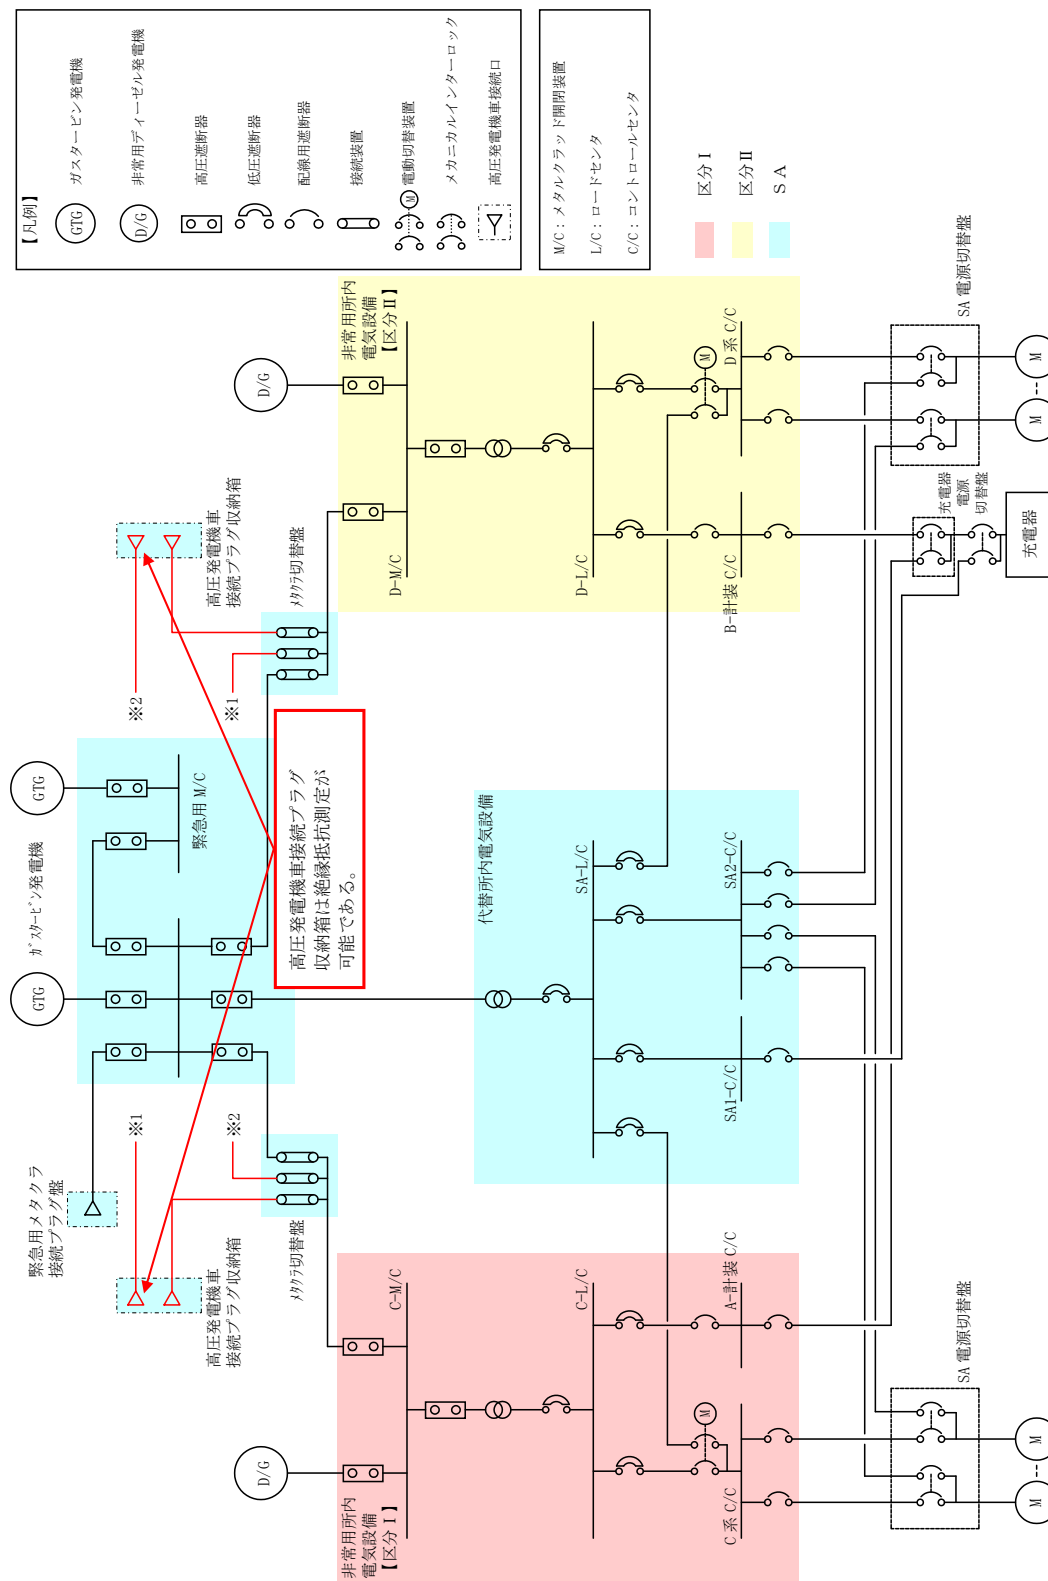 【凡例】
GTG
ガスタービン発電機
D/G
非常用ディーゼル発電機
高圧遮断器
低圧遮断器
配線用遮断器
接続装置
M
電動切替装置
メカニカルインターロック
高圧発電機車接続口
M/C：メタルクラッド開閉装置
L/C：ロードセンタ
C/C：コントロールセンタ
区分Ⅰ
区分Ⅱ
ＳＡ
緊急用メタクラ
接続プラグ盤
ガスタービン発電機
GTG
GTG
緊急用 M/C
※1
※2
高圧発電機車
接続プラグ収納箱
メタクラ切替盤
※2
※1
高圧発電機車
接続プラグ収納箱
メタクラ切替盤
高圧発電機車接続プラグ
収納箱は絶縁抵抗測定が
可能である。
D/G
非常用所内
電気設備
【区分Ⅰ】
C-M/C
C-L/C
M
C 系 C/C
A-計装 C/C
代替所内電気設備
SA-L/C
SA1-C/C
SA2-C/C
D/G
非常用所内
電気設備
【区分Ⅱ】
D-M/C
D-L/C
M
B-計装 C/C
D 系 C/C
SA 電源切替盤
M
M
充電器
電源
切替盤
充電器
SA 電源切替盤
M
M